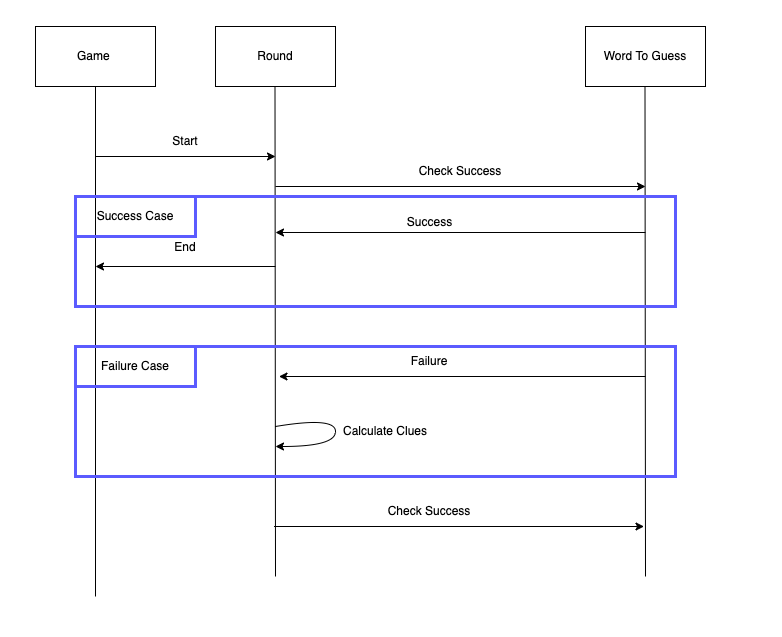 Game
Round
Word To Guess
Start
Check Success
Success Case
Success
End
Failure Case
Failure
Calculate Clues
Check Success